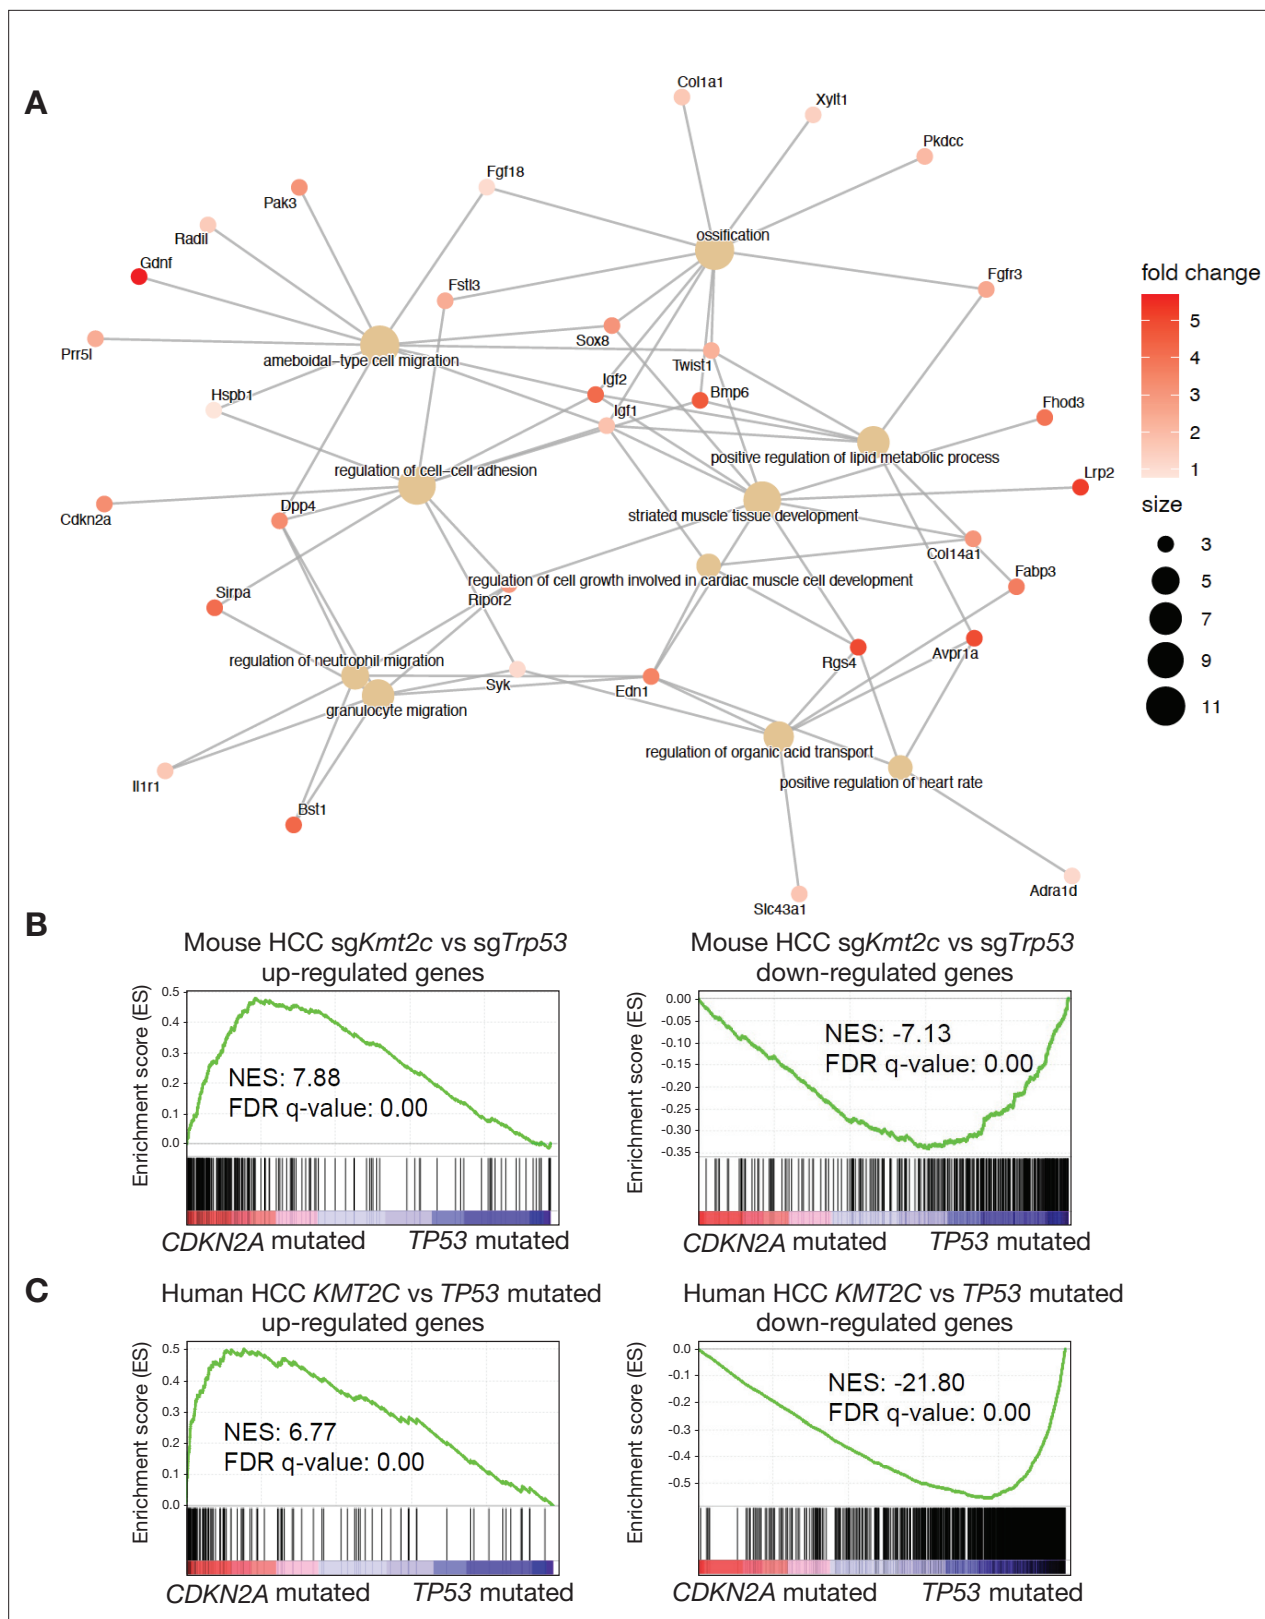 A
Col1a1
Xylt1
Pkdcc
Fgf18
Pak3
Radil
ossification
Gdnf
Fstl3
Fgfr3
fold change
5
4
3
2
1
Prr5l
ameboidal-type cell migration
Sox8
Twist1
Hspb1
Igf2
Bmp6
Igf1
Fhod3
regulation of cell-cell adhesion
positive regulation of lipid metabolic process
Lrp2
Cdkn2a
Dpp4
striated muscle tissue development
size
3
5
7
9
11
Col14a1
Sirpa
regulation of cell growth involved in cardiac muscle cell development
Fabp3
Ripor2
regulation of neutrophil migration
Syk
Edn1
Rgs4
Avpr1a
granulocyte migration
regulation of organic acid transport
positive regulation of heart rate
Il1r1
Bst1
Slc43a1
Adra1d
B
Mouse HCC sgKmt2c vs sgTrp53
up-regulated genes
Enrichment score (ES)
0.5
0.4
0.3
0.2
0.1
0.0
NES: 7.88
FDR q-value: 0.00
CDKN2A mutated
TP53 mutated
Mouse HCC sgKmt2c vs sgTrp53
down-regulated genes
Enrichment score (ES)
0.00
-0.05
-0.10
-0.15
-0.20
-0.25
-0.30
-0.35
NES: -7.13
FDR q-value: 0.00
CDKN2A mutated
TP53 mutated
C
Human HCC KMT2C vs TP53 mutated
up-regulated genes
Enrichment score (ES)
0.5
0.4
0.3
0.2
0.1
0.0
NES: 6.77
FDR q-value: 0.00
CDKN2A mutated
TP53 mutated
Human HCC KMT2C vs TP53 mutated
down-regulated genes
Enrichment score (ES)
0.0
-0.1
-0.2
-0.3
-0.4
-0.5
NES: -21.80
FDR q-value: 0.00
CDKN2A mutated
TP53 mutated